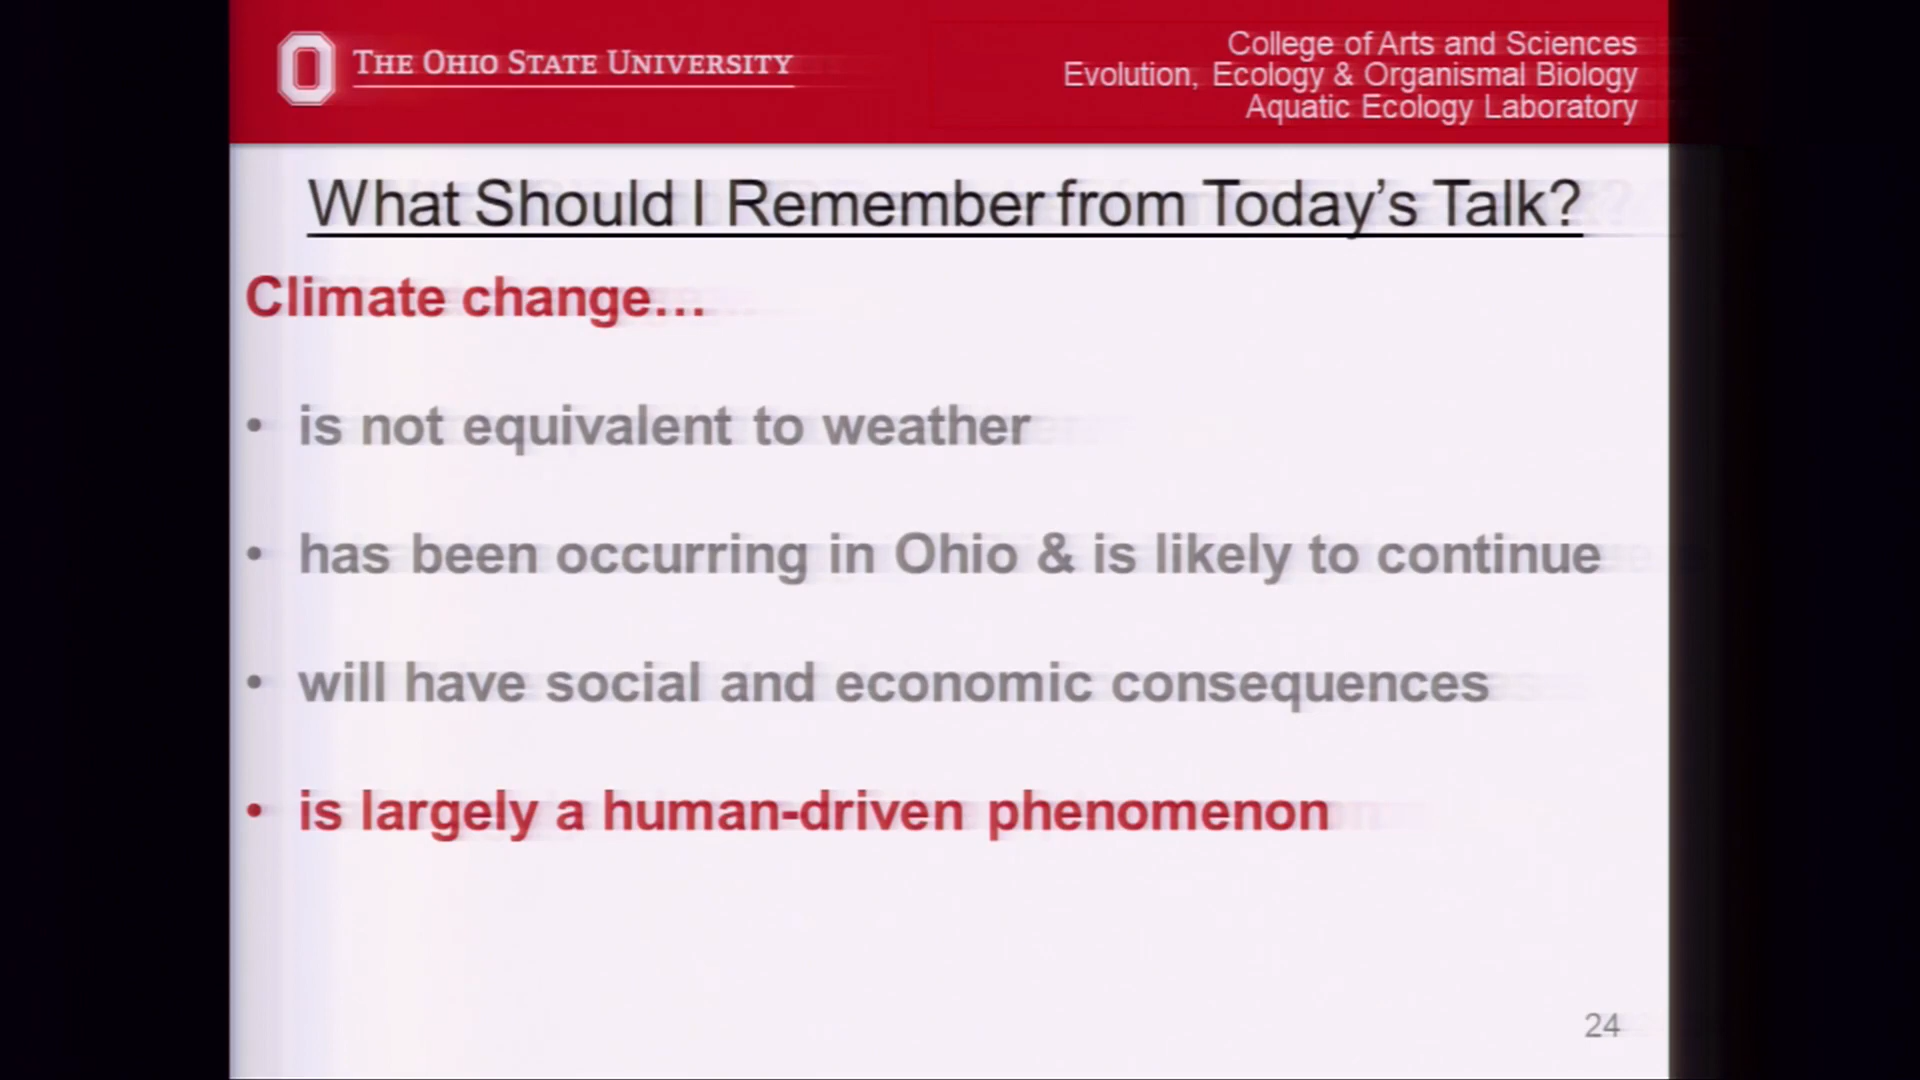 THE OHIO STATE UNIVERSITY
College of Arts and Sciences
Evolution, Ecology & Organismal Biology
Aquatic Ecology Laboratory
What Should I Remember from Today’s Talk?
Climate change…
• is not equivalent to weather
• has been occurring in Ohio & is likely to continue
• will have social and economic consequences
• is largely a human-driven phenomenon
24